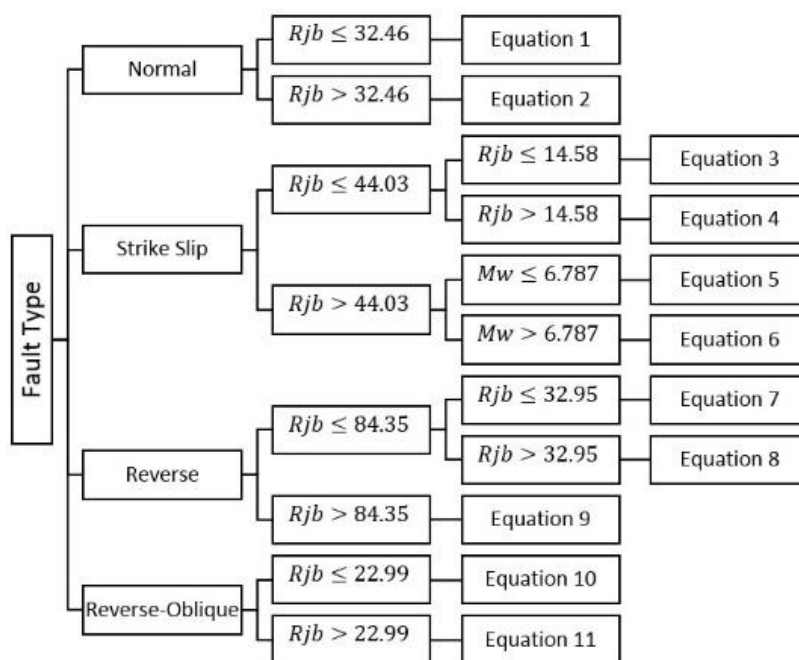 Fault Type
Normal
Rjb ≤ 32.46
Equation 1
Rjb > 32.46
Equation 2
Strike Slip
Rjb ≤ 44.03
Rjb ≤ 14.58
Equation 3
Rjb > 14.58
Equation 4
Rjb > 44.03
Mw ≤ 6.787
Equation 5
Mw > 6.787
Equation 6
Reverse
Rjb ≤ 84.35
Rjb ≤ 32.95
Equation 7
Rjb > 32.95
Equation 8
Rjb > 84.35
Equation 9
Reverse-Oblique
Rjb ≤ 22.99
Equation 10
Rjb > 22.99
Equation 11